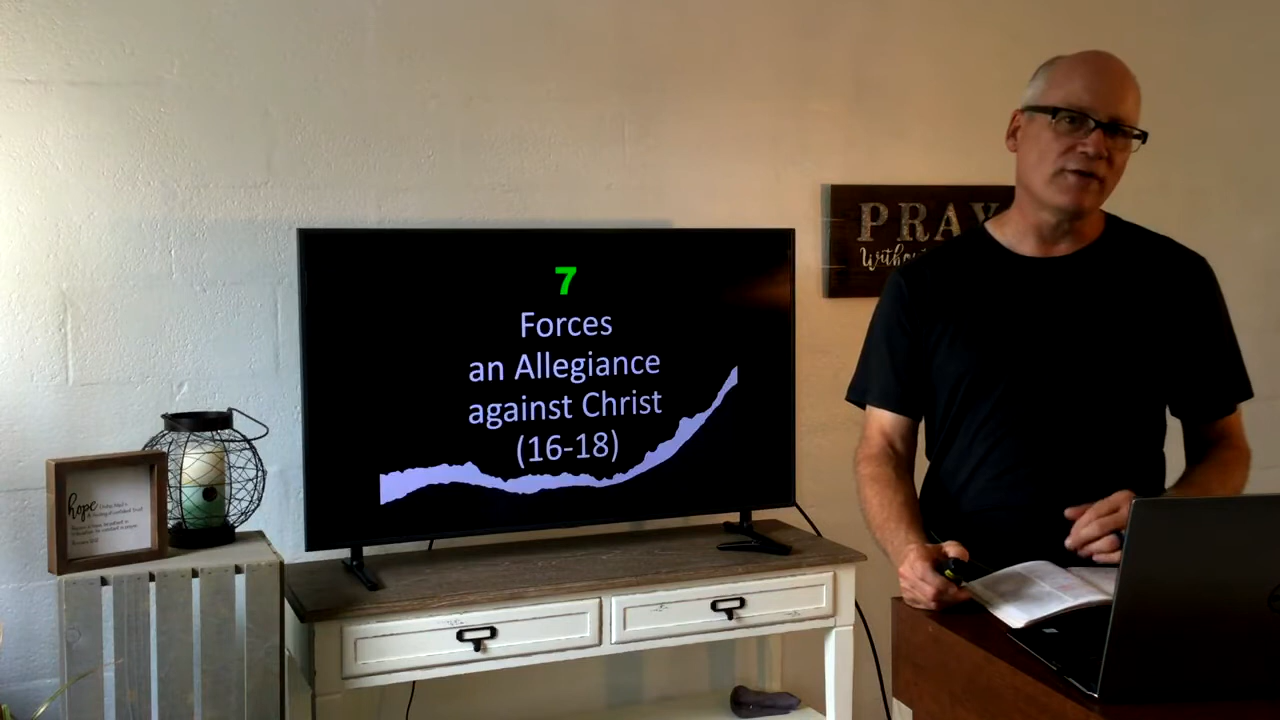 7
Forces
an Allegiance
against Christ
(16-18)
PRAY
hope